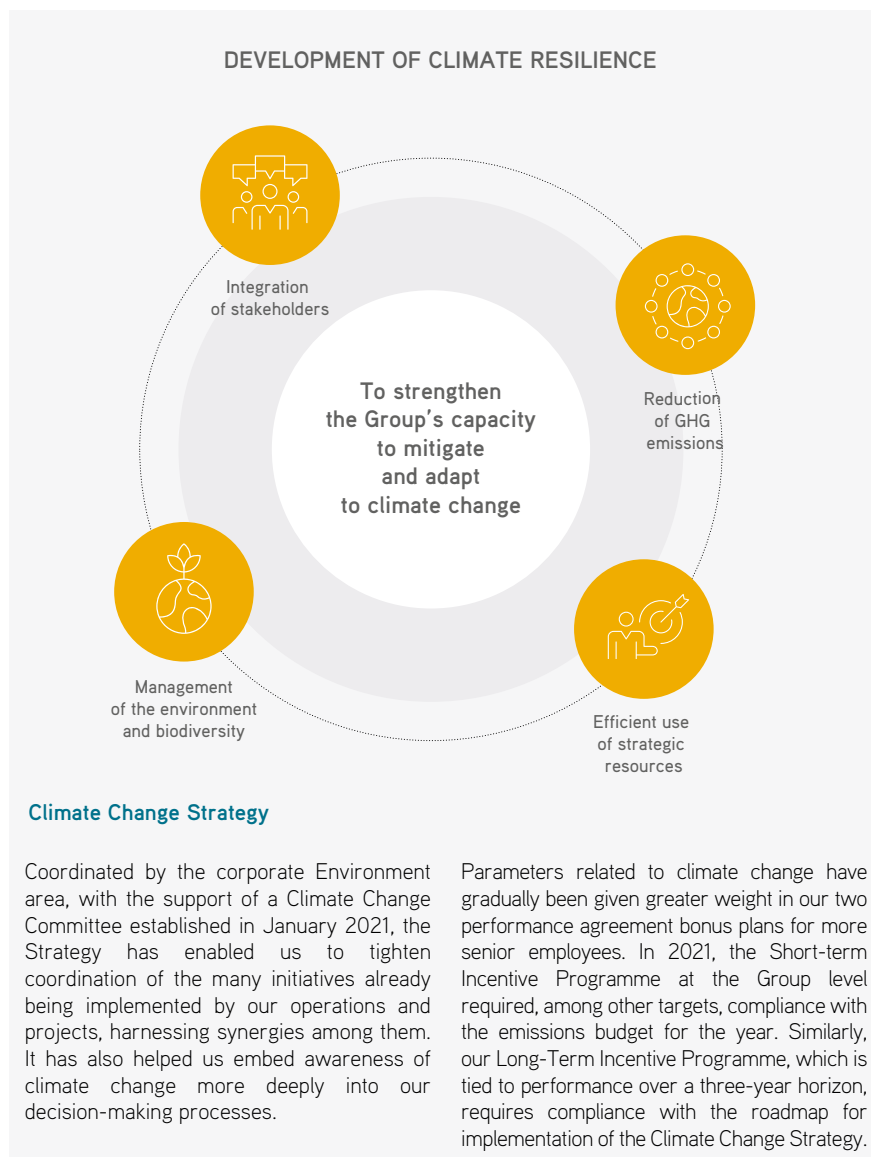 DEVELOPMENT OF CLIMATE RESILIENCE
Integration
of stakeholders
Reduction
of GHG
emissions
To strengthen
the Group's capacity
to mitigate
and adapt
to climate change
Management
of the environment
and biodiversity
Efficient use
of strategic
resources
Climate Change Strategy
Coordinated by the corporate Environment
area, with the support of a Climate Change
Committee established in January 2021, the
Strategy has enabled us to tighten
coordination of the many initiatives already
being implemented by our operations and
projects, harnessing synergies among them.
It has also helped us embed awareness of
climate change more deeply into our
decision-making processes.
Parameters related to climate change have
gradually been given greater weight in our two
performance agreement bonus plans for more
senior employees. In 2021, the Short-term
Incentive Programme at the Group level
required, among other targets, compliance with
the emissions budget for the year. Similarly,
our Long-Term Incentive Programme, which is
tied to performance over a three-year horizon,
requires compliance with the roadmap for
implementation of the Climate Change Strategy.